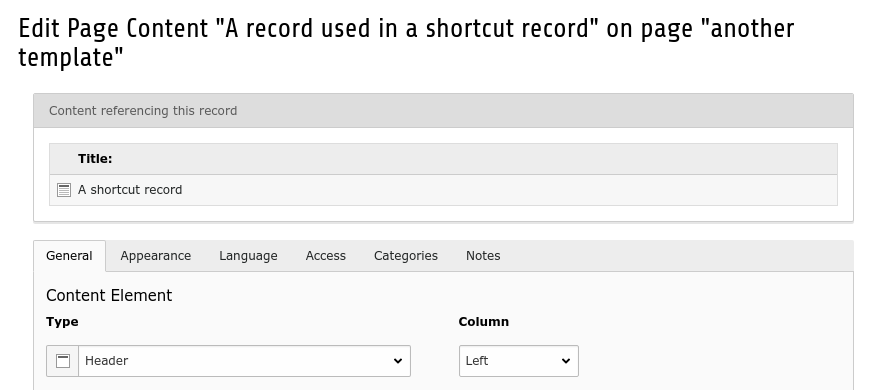 Edit Page Content "A record used in a shortcut record" on page "another
template"
Content referencing this record
Title:
A shortcut record
General Appearance Language Access Categories Notes
Content Element
Type Column
Header Left